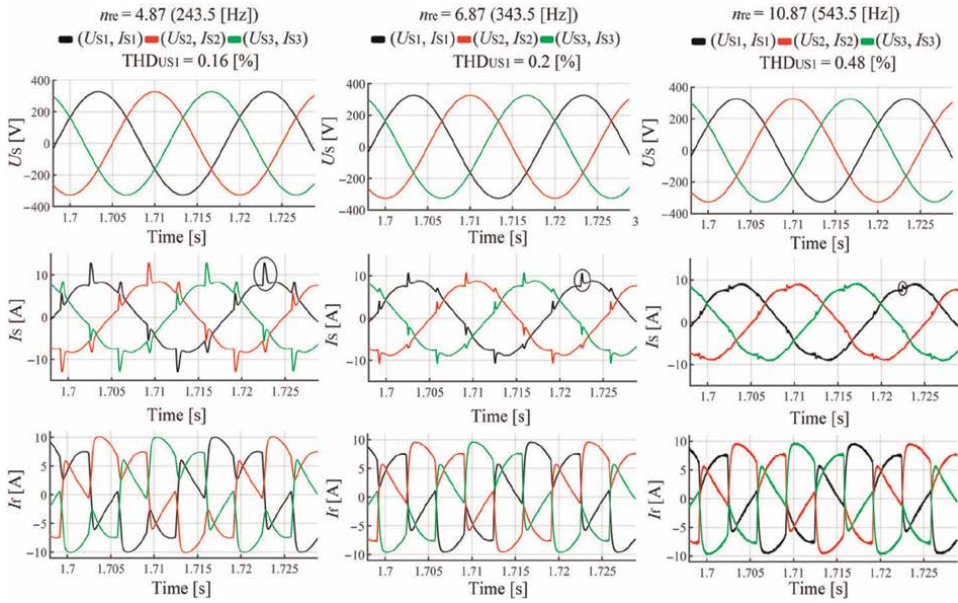 nre = 4.87 (243.5 [Hz])
(US1, IS1) (US2, IS2) (US3, IS3)
THDUS1 = 0.16 [%]
400
200
0
−200
−400
US [V]
1.7 1.705 1.71 1.715 1.72 1.725
Time [s]
nre = 6.87 (343.5 [Hz])
(US1, IS1) (US2, IS2) (US3, IS3)
THDUS1 = 0.2 [%]
400
200
0
−200
−400
US [V]
1.7 1.705 1.71 1.715 1.72 1.725 3
Time [s]
nre = 10.87 (543.5 [Hz])
(US1, IS1) (US2, IS2) (US3, IS3)
THDUS1 = 0.48 [%]
400
200
0
−200
−400
US [V]
1.7 1.705 1.71 1.715 1.72 1.725
Time [s]
10
0
−10
IS [A]
1.7 1.705 1.71 1.715 1.72 1.725
Time [s]
10
0
−10
IS [A]
1.7 1.705 1.71 1.715 1.72 1.725
Time [s]
10
0
−10
IS [A]
1.7 1.705 1.71 1.715 1.72 1.725
Time [s]
10
5
0
−5
−10
If [A]
1.7 1.705 1.71 1.715 1.72 1.725
Time [s]
10
5
0
−5
−10
If [A]
1.7 1.705 1.71 1.715 1.72 1.725
Time [s]
10
5
0
−5
−10
If [A]
1.7 1.705 1.71 1.715 1.72 1.725
Time [s]